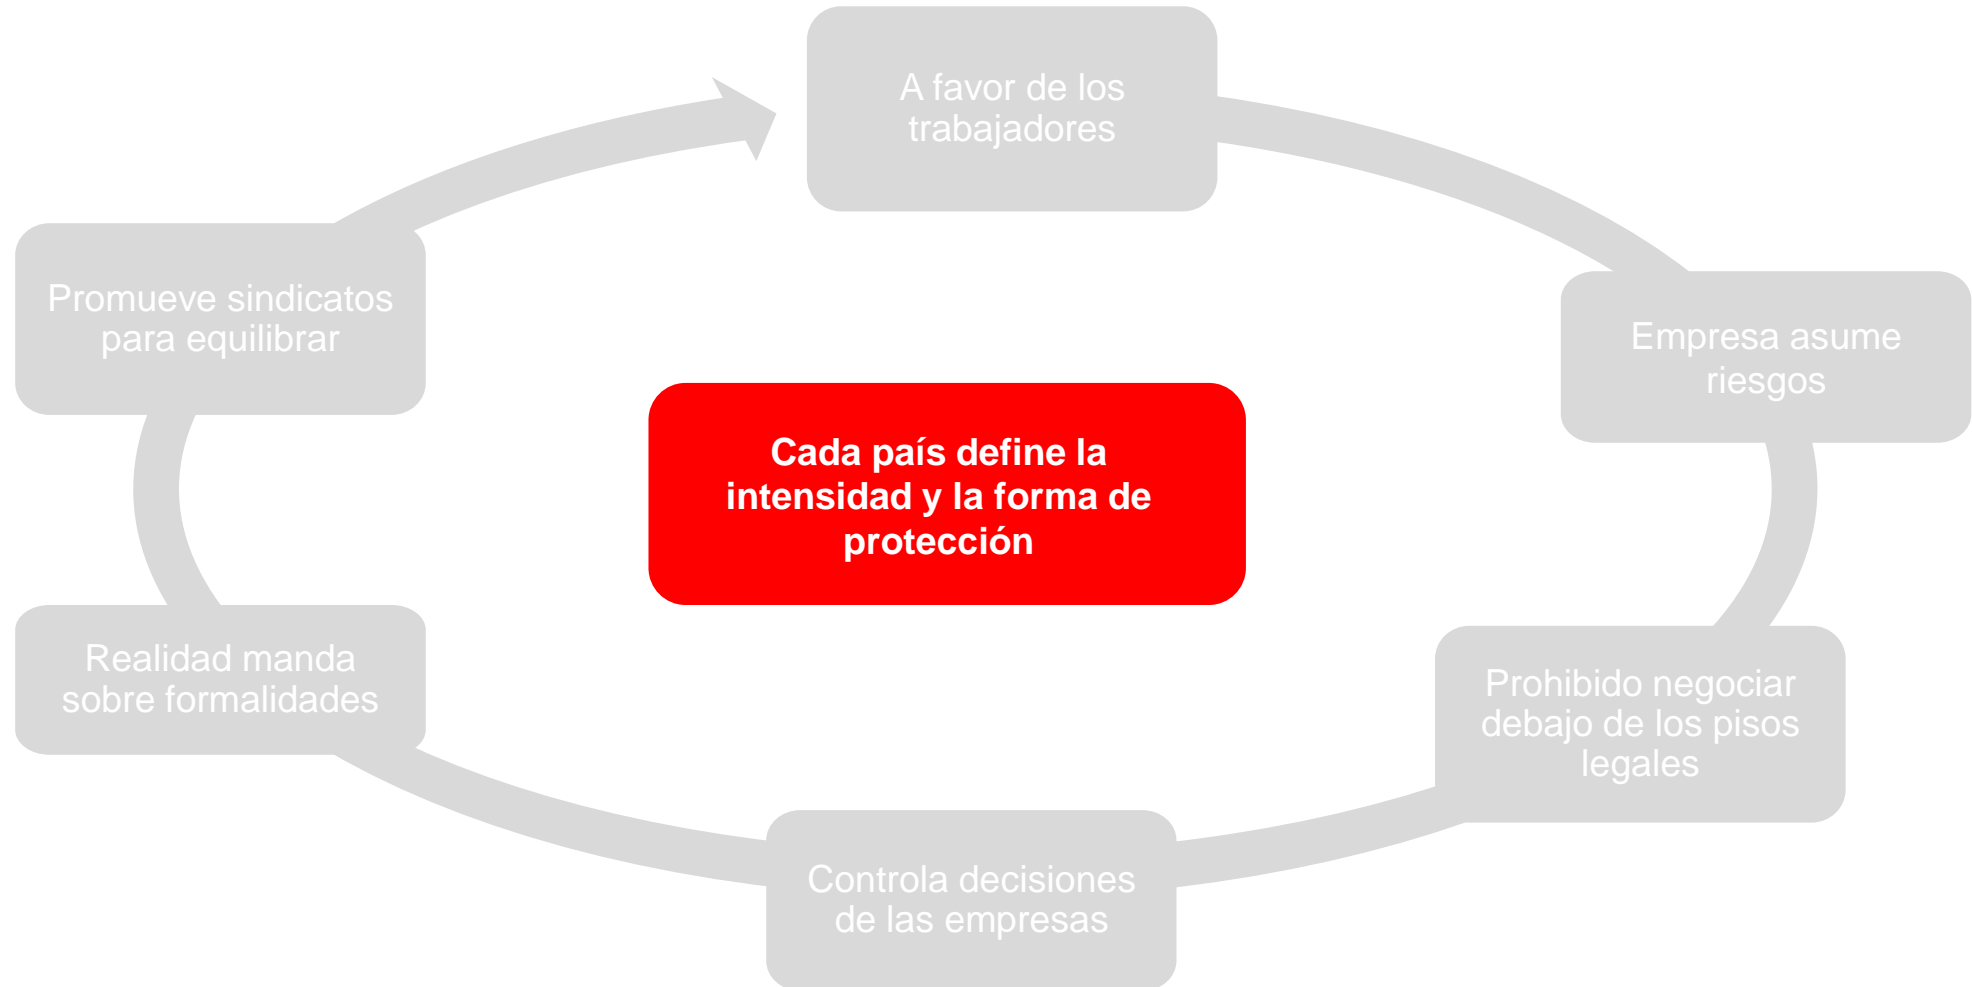 A favor de los
trabajadores
Empresa asume
riesgos
Prohibido negociar
debajo de los pisos
legales
Controla decisiones
de las empresas
Realidad manda
sobre formalidades
Promueve sindicatos
para equilibrar
Cada país define la
intensidad y la forma de
protección